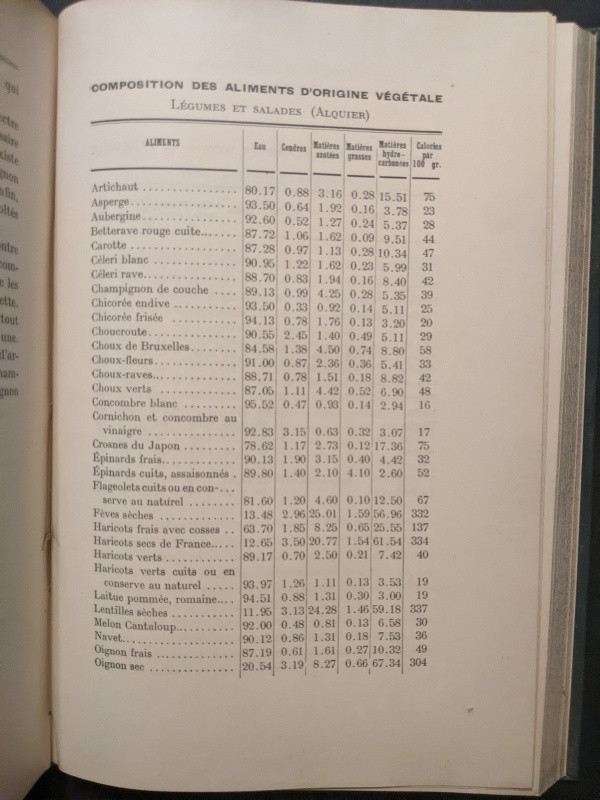 qui
ectre
saire
existe
gnon
nfin,
oltés
ontre
com-
e les
ette.
tout
une.
d'ar-
ham-
gnon
COMPOSITION DES ALIMENTS D'ORIGINE VÉGÉTALE
LÉGUMES ET SALADES (ALQUIER)
ALIMENTS Eau Cendres Matières azotées Matières grasses Matières hydro-carbonées Calories par 100 gr.
Artichaut ................ 80.17 0.88 3.16 0.28 15.51 75
Asperge .................. 93.50 0.64 1.92 0.16 3.78 23
Aubergine ................ 92.60 0.52 1.27 0.24 5.37 28
Betterave rouge cuite..... 87.72 1.06 1.62 0.09 9.51 44
Carotte .................. 87.28 0.97 1.13 0.28 10.34 47
Céleri blanc ............. 90.95 1.22 1.62 0.23 5.99 31
Céleri rave............... 88.70 0.83 1.94 0.16 8.40 42
Champignon de couche .... 89.13 0.99 4.25 0.28 5.35 39
Chicorée endive .......... 93.50 0.33 0.92 0.14 5.11 25
Chicorée frisée .......... 94.13 0.78 1.76 0.13 3.20 20
Choucroute................ 90.55 2.45 1.40 0.49 5.11 29
Choux de Bruxelles........ 84.58 1.38 4.50 0.74 8.80 58
Choux-fleurs.............. 91.00 0.87 2.36 0.36 5.41 33
Choux-raves............... 88.71 0.78 1.51 0.18 8.82 42
Choux verts .............. 87.05 1.11 4.42 0.52 6.90 48
Concombre blanc .......... 95.52 0.47 0.93 0.14 2.94 16
Cornichon et concombre au
vinaigre ................. 92.83 3.15 0.63 0.32 3.07 17
Crosnes du Japon ......... 78.62 1.17 2.73 0.12 17.36 75
Épinards frais............ 90.13 1.90 3.15 0.40 4.42 32
Épinards cuits, assaisonnés . 89.80 1.40 2.10 4.10 2.60 52
Flageolets cuits ou en con-...
serve au naturel ......... 81.60 1.20 4.60 0.10 12.50 67
Fèves sèches ............. 13.48 2.96 25.01 1.59 56.96 332
Haricots frais avec cosses .. 63.70 1.85 8.25 0.65 25.55 137
Haricots secs de France.... 12.65 3.50 20.77 1.54 61.54 334
Haricots verts ........... 89.17 0.70 2.50 0.21 7.42 40
Haricots verts cuits ou en
conserve au naturel ..... 93.97 1.26 1.11 0.13 3.53 19
Laitue pommée, romaine.... 94.51 0.88 1.31 0.30 3.00 19
Lentilles sèches ......... 11.95 3.13 24.28 1.46 59.18 337
Melon Cantaloup........... 92.00 0.48 0.81 0.13 6.58 30
Navet..................... 90.12 0.86 1.31 0.18 7.53 36
Oignon frais ............. 87.19 0.61 1.61 0.27 10.32 49
Oignon sec ............... 20.54 3.19 8.27 0.66 67.34 304